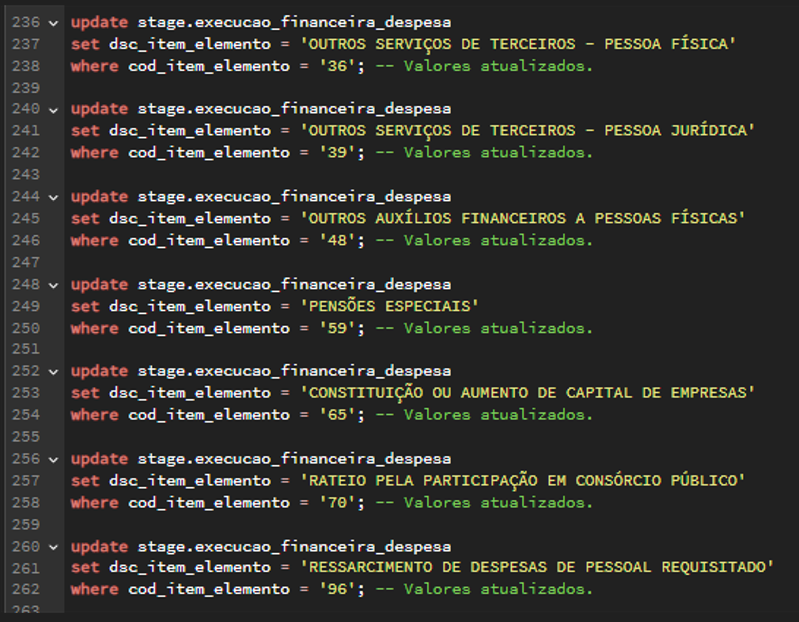 236 update stage.execucao_financeira_despesa
237 set dsc_item_elemento = 'OUTROS SERVIÇOS DE TERCEIROS - PESSOA FÍSICA'
238 where cod_item_elemento = '36'; -- Valores atualizados.
239
240 update stage.execucao_financeira_despesa
241 set dsc_item_elemento = 'OUTROS SERVIÇOS DE TERCEIROS - PESSOA JURÍDICA'
242 where cod_item_elemento = '39'; -- Valores atualizados.
243
244 update stage.execucao_financeira_despesa
245 set dsc_item_elemento = 'OUTROS AUXÍLIOS FINANCEIROS A PESSOAS FÍSICAS'
246 where cod_item_elemento = '48'; -- Valores atualizados.
247
248 update stage.execucao_financeira_despesa
249 set dsc_item_elemento = 'PENSÕES ESPECIAIS'
250 where cod_item_elemento = '59'; -- Valores atualizados.
251
252 update stage.execucao_financeira_despesa
253 set dsc_item_elemento = 'CONSTITUIÇÃO OU AUMENTO DE CAPITAL DE EMPRESAS'
254 where cod_item_elemento = '65'; -- Valores atualizados.
255
256 update stage.execucao_financeira_despesa
257 set dsc_item_elemento = 'RATEIO PELA PARTICIPAÇÃO EM CONSÓRCIO PÚBLICO'
258 where cod_item_elemento = '70'; -- Valores atualizados.
259
260 update stage.execucao_financeira_despesa
261 set dsc_item_elemento = 'RESSARCIMENTO DE DESPESAS DE PESSOAL REQUISITADO'
262 where cod_item_elemento = '96'; -- Valores atualizados.
263